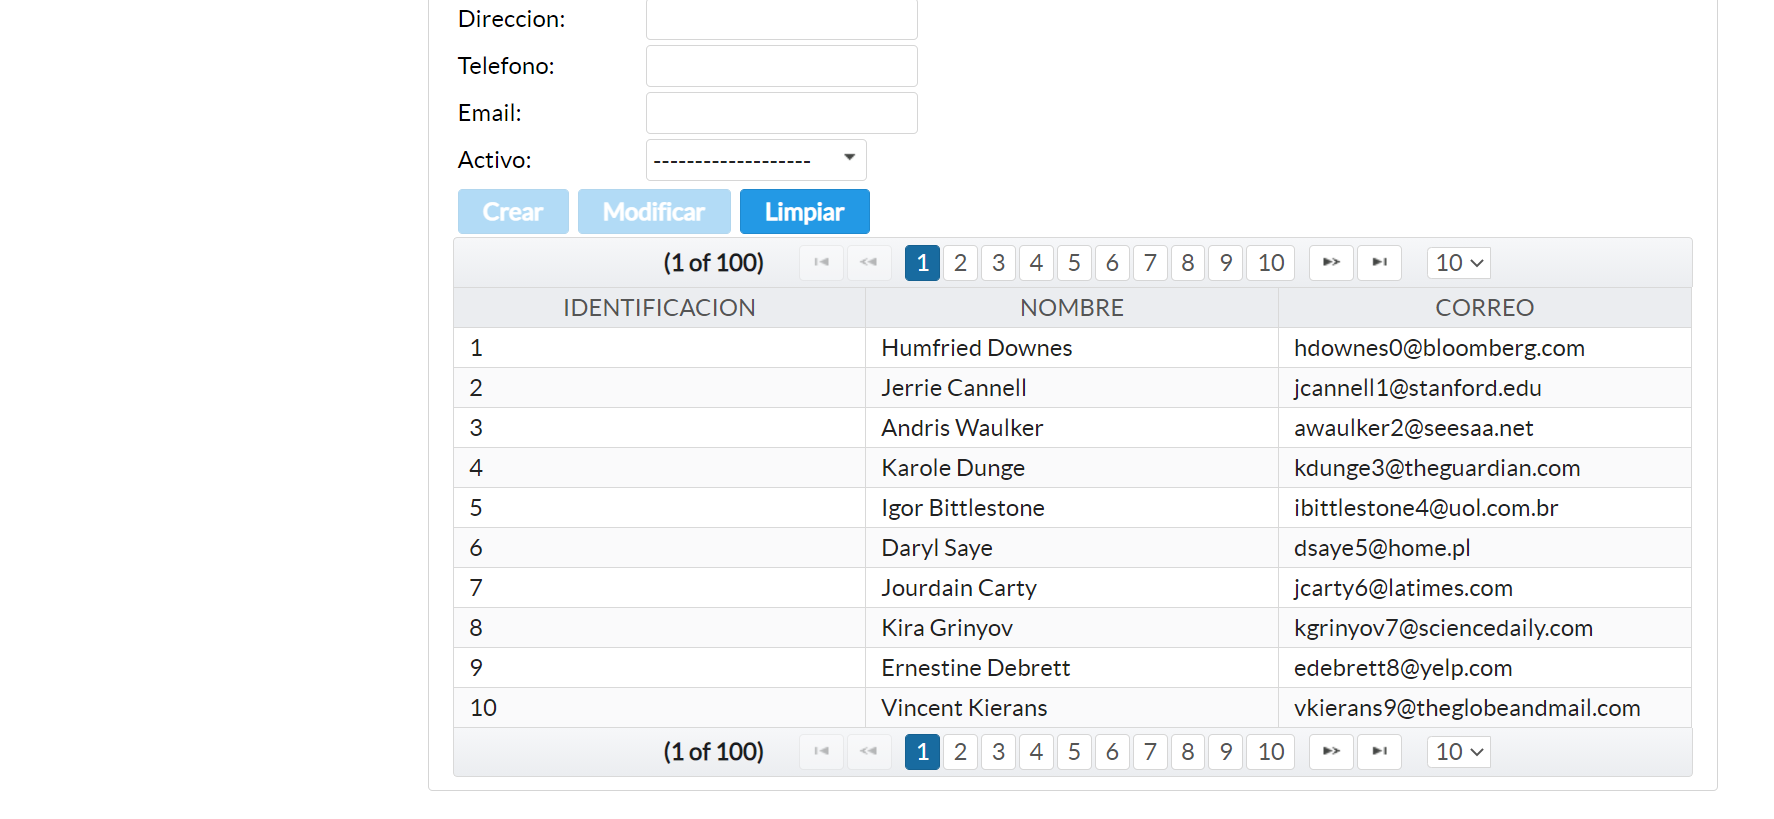 Direccion:
Telefono:
Email:
Activo: -------------------
Crear Modificar Limpiar
(1 of 100) 1 2 3 4 5 6 7 8 9 10 10
IDENTIFICACION NOMBRE CORREO
1 Humfried Downes hdownes0@bloomberg.com
2 Jerrie Cannell jcannell1@stanford.edu
3 Andris Waulker awaulker2@seesaa.net
4 Karole Dunge kdunge3@theguardian.com
5 Igor Bittlestone ibittlestone4@uol.com.br
6 Daryl Saye dsaye5@home.pl
7 Jourdain Carty jcarty6@latimes.com
8 Kira Grinyov kgrinyov7@sciencedaily.com
9 Ernestine Debrett edebrett8@yelp.com
10 Vincent Kierans vkierans9@theglobeandmail.com
(1 of 100) 1 2 3 4 5 6 7 8 9 10 10